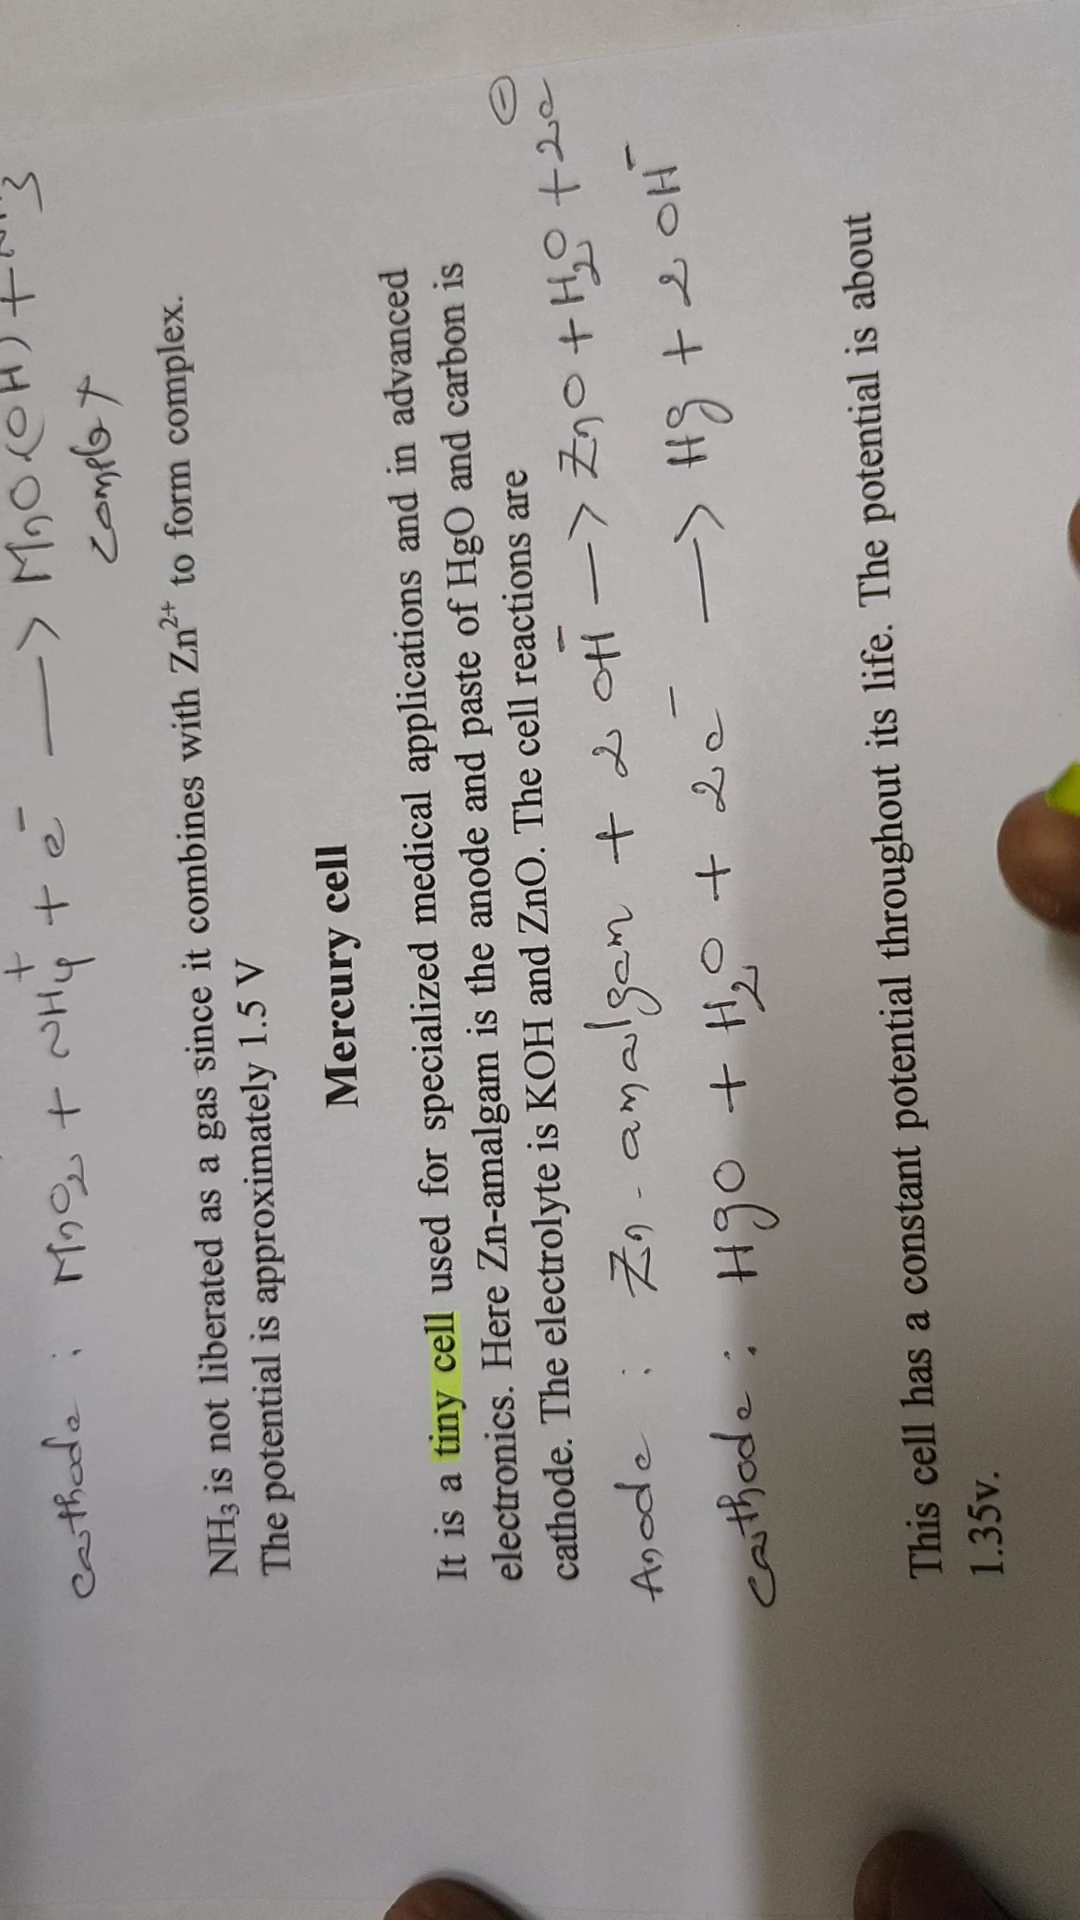 cathode : MnO2 + NH4+ + e- —> MnO(OH) + NH3
complex
NH3 is not liberated as a gas since it combines with Zn2+ to form complex.
The potential is approximately 1.5 V
Mercury cell
It is a tiny cell used for specialized medical applications and in advanced
electronics. Here Zn-amalgam is the anode and paste of HgO and carbon is
cathode. The electrolyte is KOH and ZnO. The cell reactions are
Anode : Zn-amalgam + 2 OH- —> ZnO + H2O + 2e-
cathode : HgO + H2O + 2e- —> Hg + 2 OH-
This cell has a constant potential throughout its life. The potential is about
1.35v.